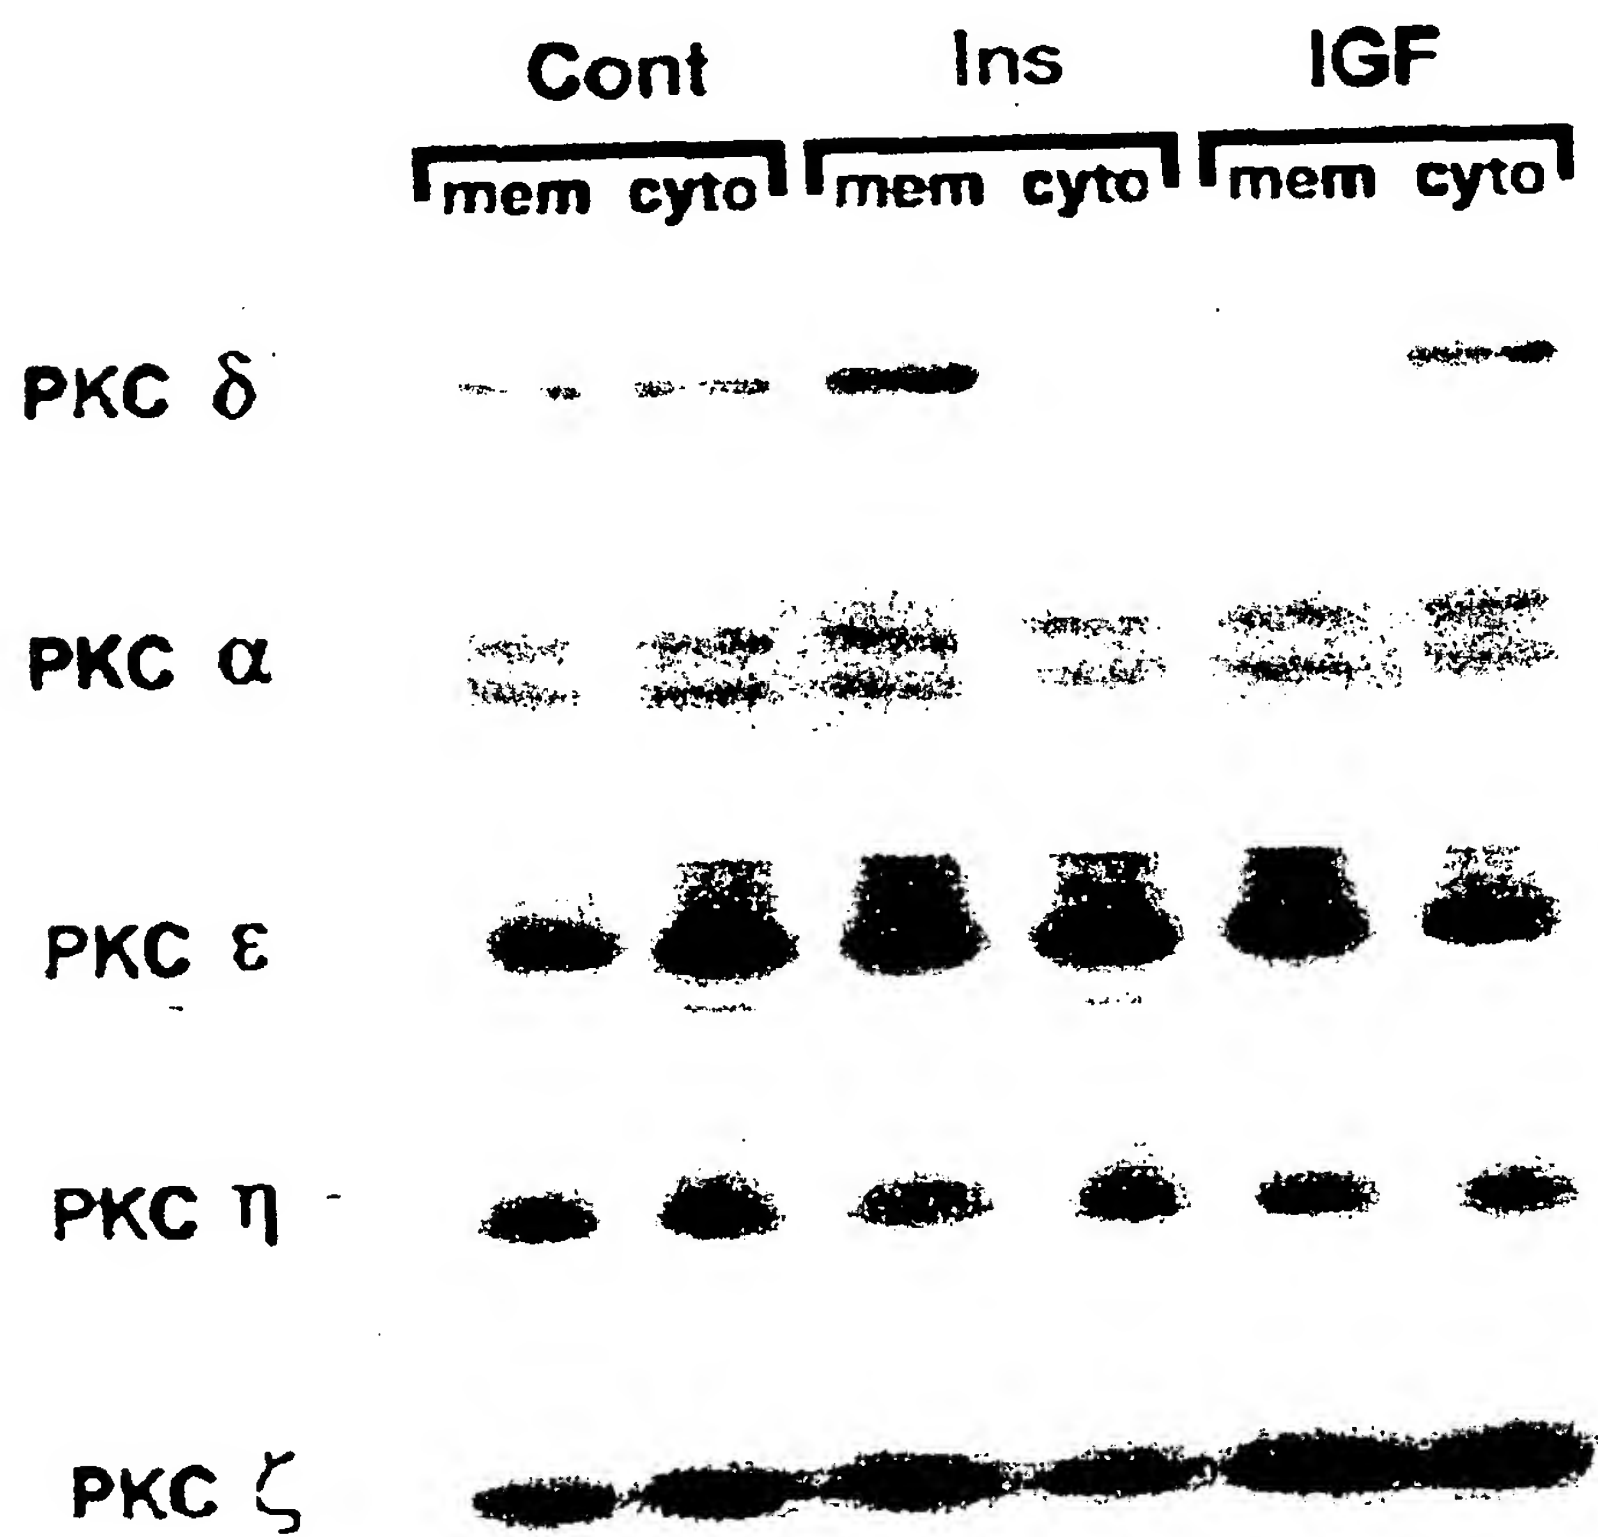 Cont Ins IGF
mem cyto mem cyto mem cyto
PKC δ
PKC α
PKC ε
PKC η
PKC ζ